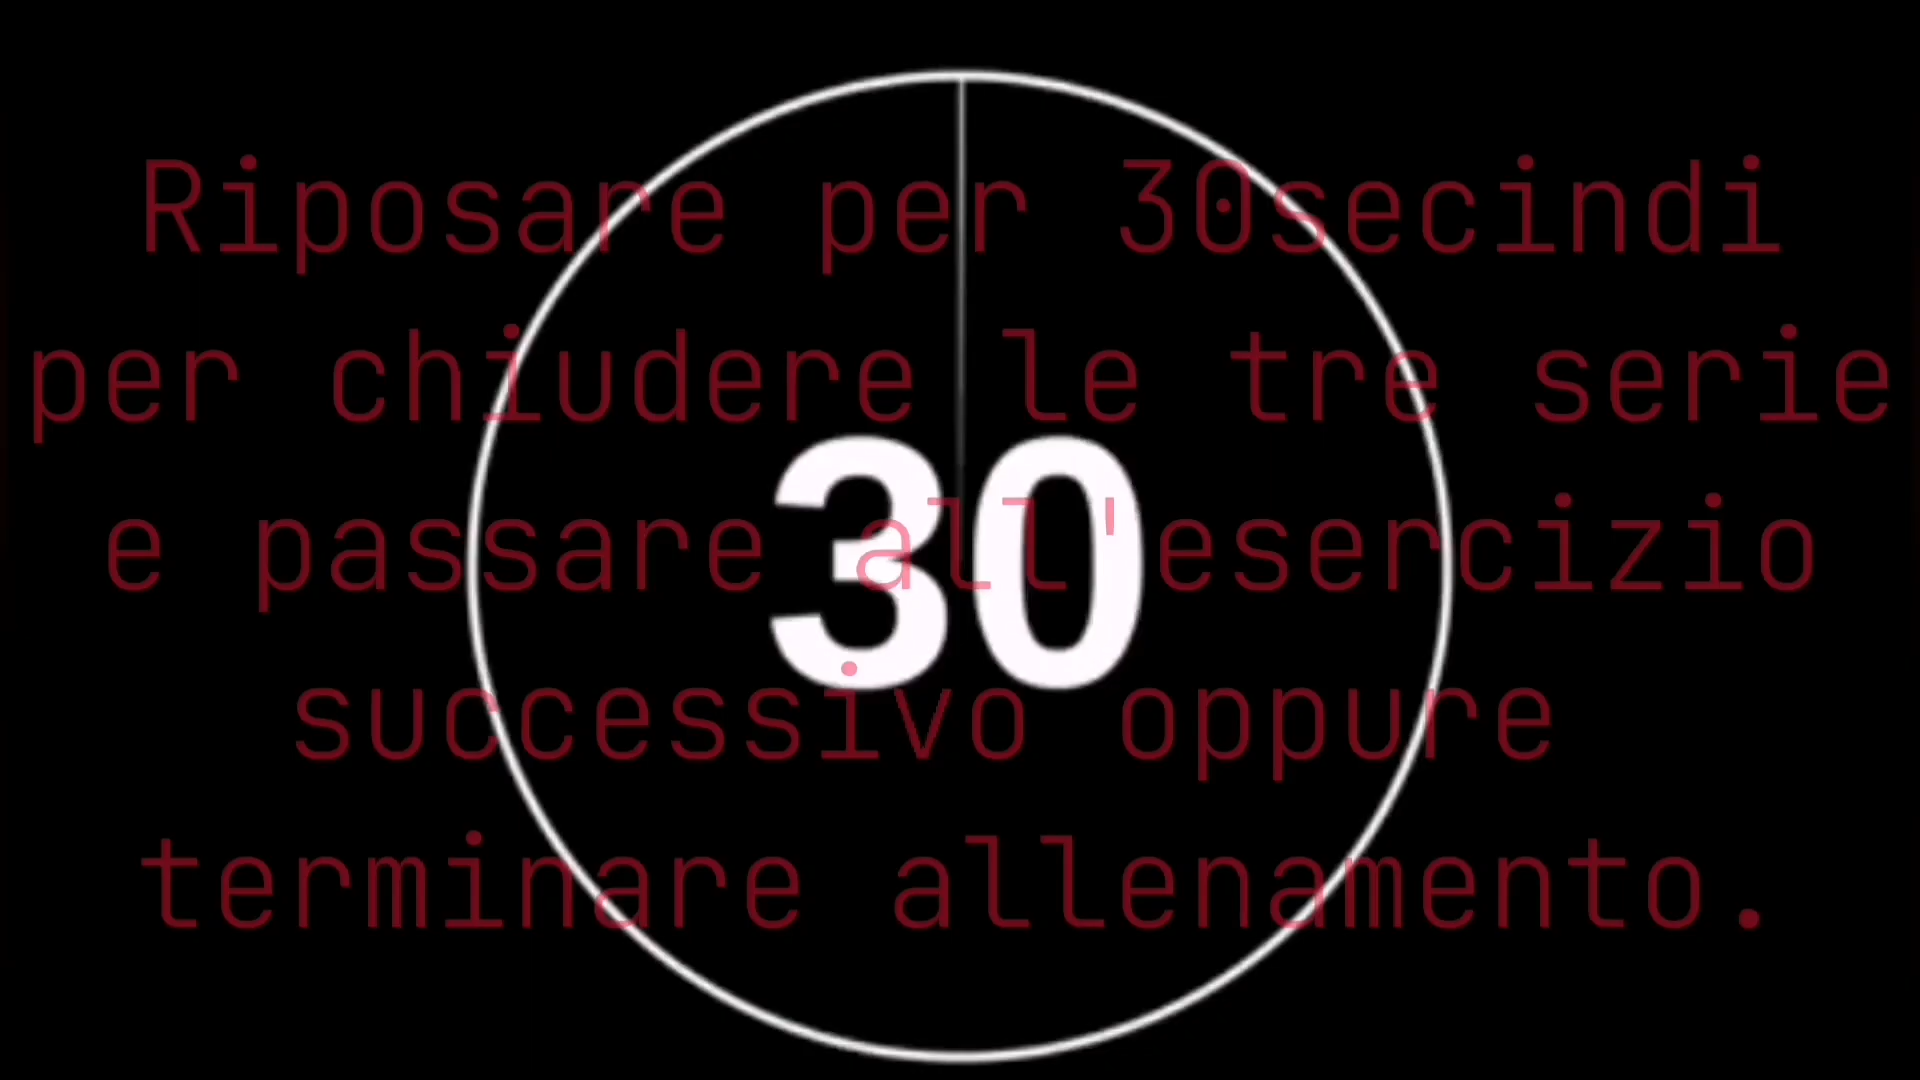 Riposare per 30secindi
per chiudere le tre serie
30
e passare all'esercizio
successivo oppure
terminare allenamento.